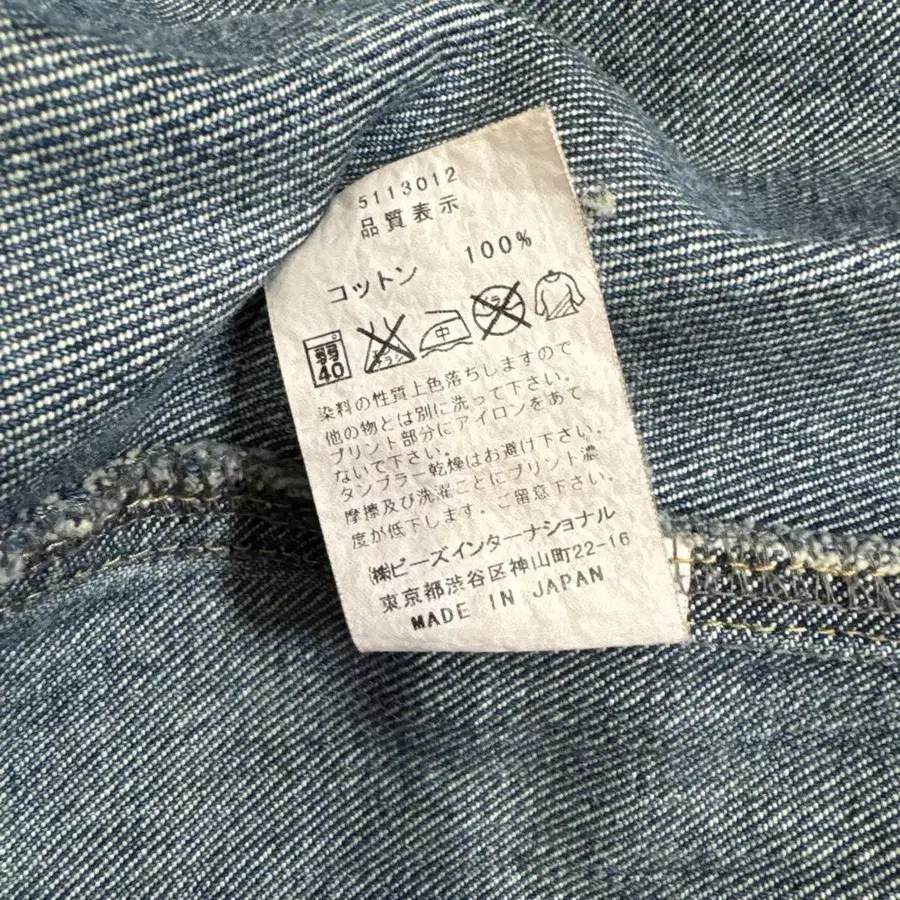 5113012
品質表示
コットン 100%
弱
40
中
染料の性質上色落ちしますので
他の物とは別に洗って下さい。
プリント部分にアイロンをあて
ないで下さい。
タンブラー乾燥はお避け下さい。
摩擦及び洗濯ごとにプリント濃
度が低下します。ご留意下さい。
㈱ビーズインターナショナル
東京都渋谷区神山町22-16
MADE IN JAPAN